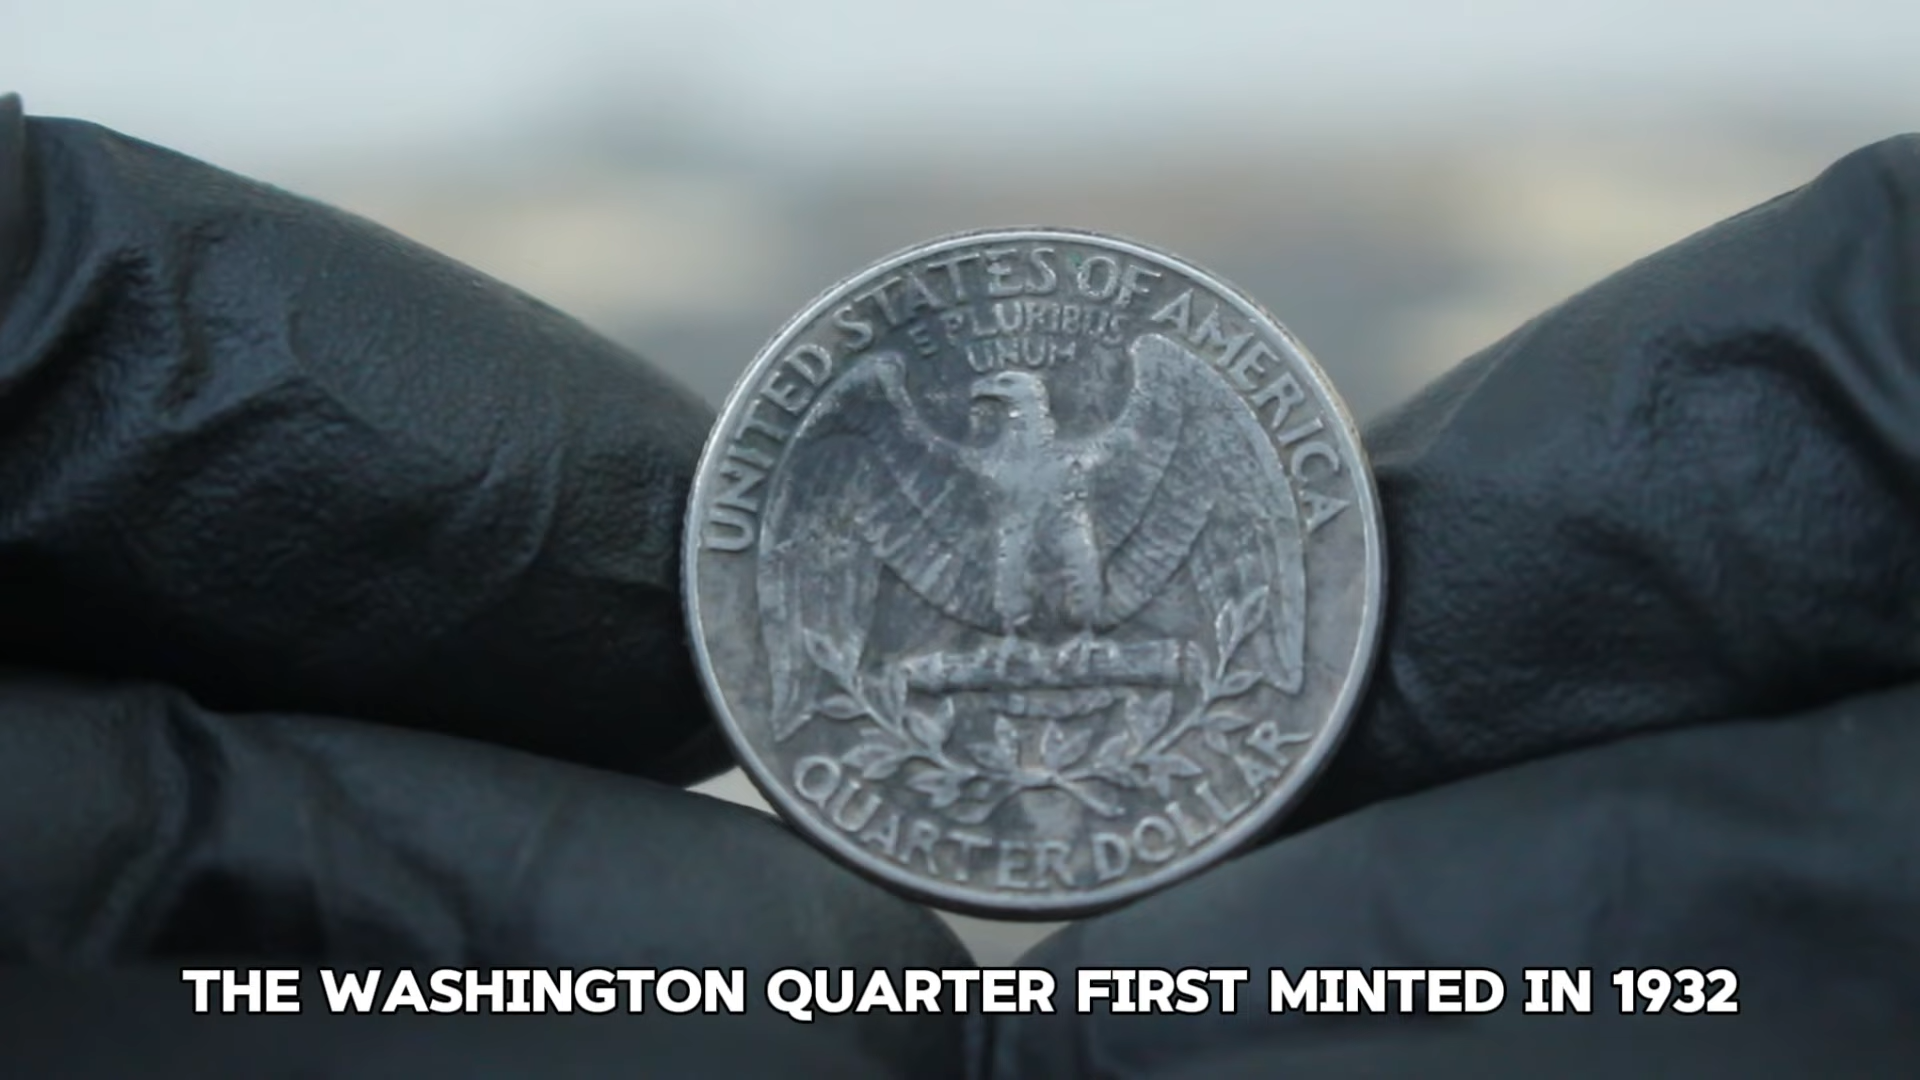 UNITED STATES OF AMERICA
E PLURIBUS
UNUM
QUARTER DOLLAR
THE WASHINGTON QUARTER FIRST MINTED IN 1932